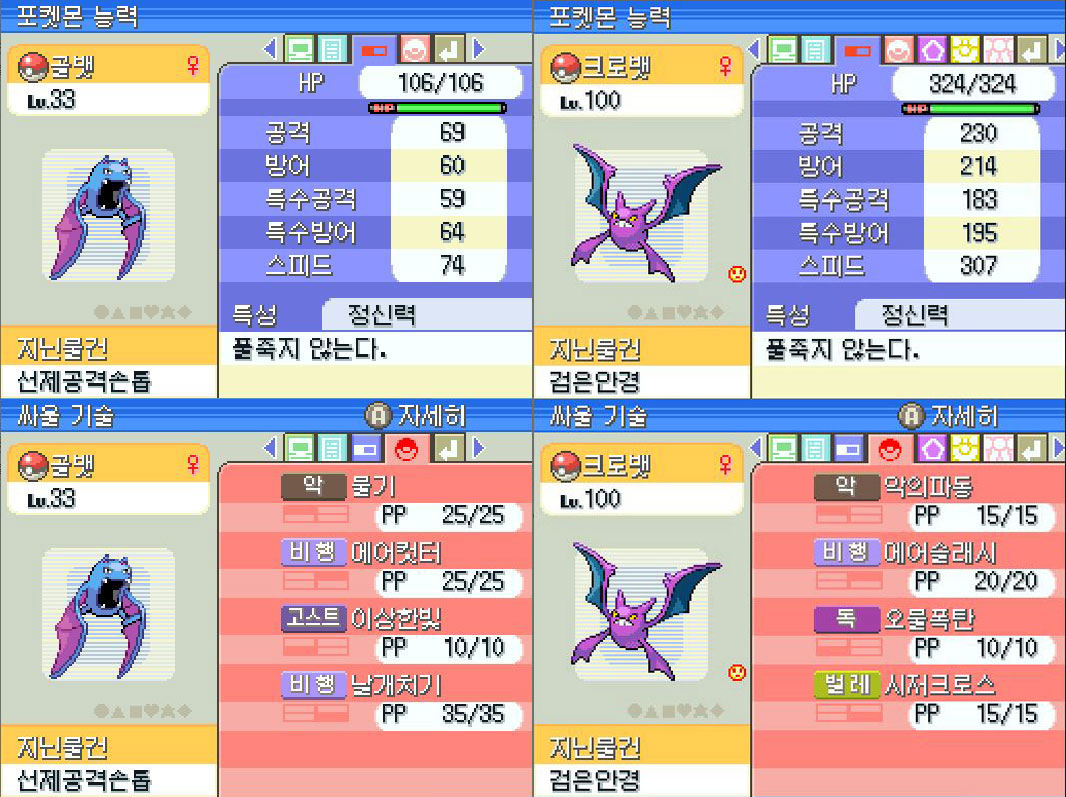 포켓몬 능력
골뱃 ♀
Lv.33
HP 106/106
HP
공격 69
방어 60
특수공격 59
특수방어 64
스피드 74
특성 정신력
풀죽지 않는다.
지닌물건
선제공격손톱
포켓몬 능력
크로뱃 ♀
Lv.100
HP 324/324
HP
공격 230
방어 214
특수공격 183
특수방어 195
스피드 307
특성 정신력
풀죽지 않는다.
지닌물건
검은안경
싸울 기술 A 자세히
골뱃 ♀
Lv.33
악 물기
PP 25/25
비행 에어컷터
PP 25/25
고스트 이상한빛
PP 10/10
비행 날개치기
PP 35/35
지닌물건
선제공격손톱
싸울 기술 A 자세히
크로뱃 ♀
Lv.100
악 악의파동
PP 15/15
비행 에어슬래시
PP 20/20
독 오물폭탄
PP 10/10
벌레 시저크로스
PP 15/15
지닌물건
검은안경